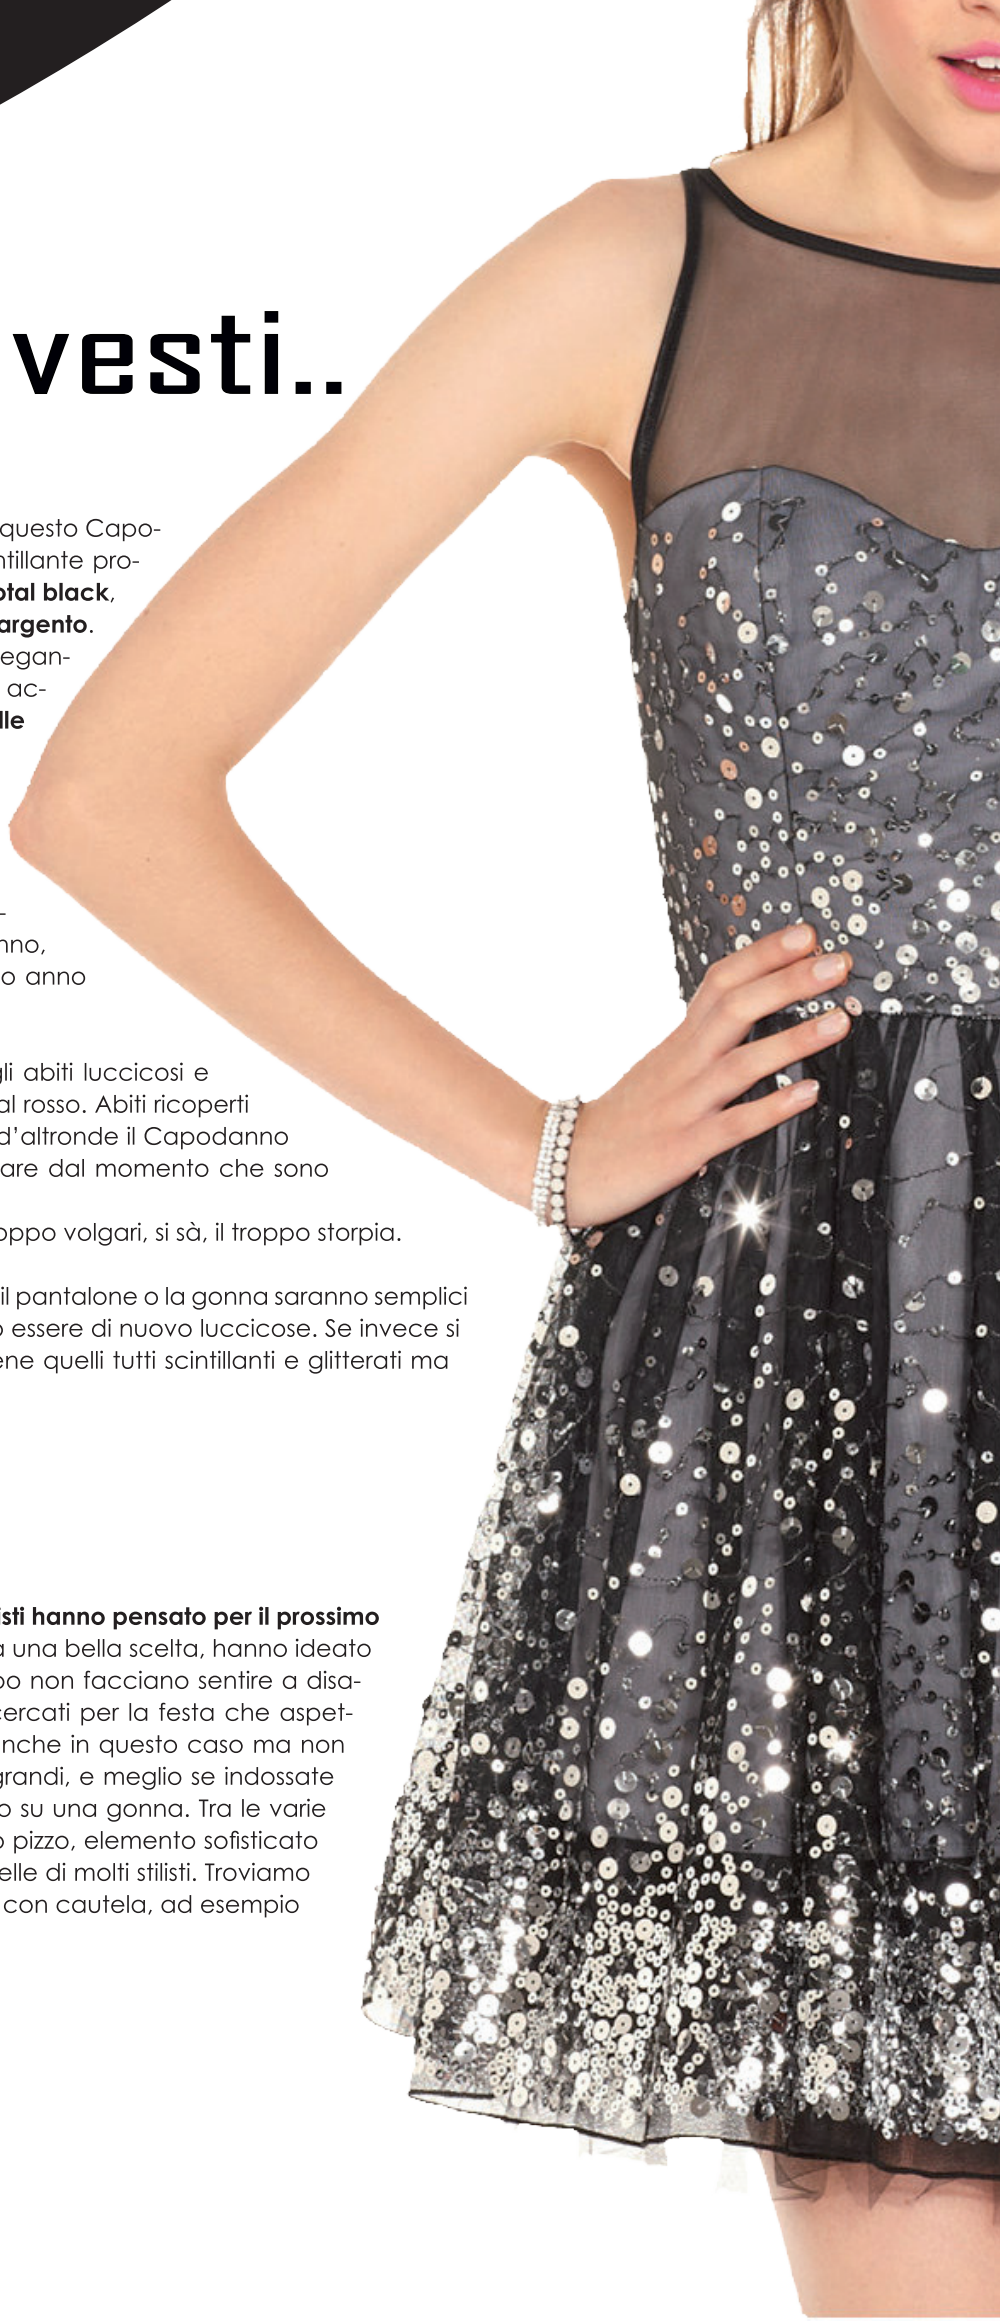 vesti..
questo Capo-
ntillante pro-
otal black,
argento.
egan-
ac-
lle
-
nno,
o anno
gli abiti luccicosi e
al rosso. Abiti ricoperti
d'altronde il Capodanno
are dal momento che sono
oppo volgari, si sà, il troppo storpia.
il pantalone o la gonna saranno semplici
o essere di nuovo luccicose. Se invece si
ene quelli tutti scintillanti e glitterati ma
isti hanno pensato per il prossimo
a una bella scelta, hanno ideato
po non facciano sentire a disa-
cercati per la festa che aspet-
nche in questo caso ma non
grandi, e meglio se indossate
o su una gonna. Tra le varie
o pizzo, elemento sofisticato
elle di molti stilisti. Troviamo
con cautela, ad esempio